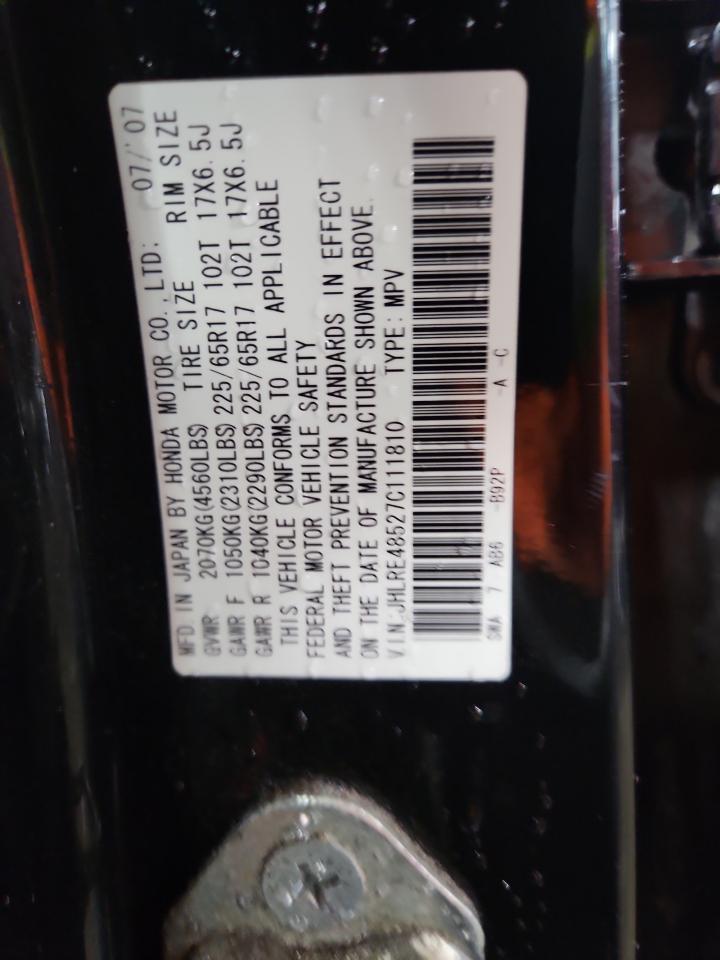 MFD. IN JAPAN BY HONDA MOTOR CO., LTD: 07/'07
GVWR 2070KG(4560LBS) TIRE SIZE RIM SIZE
GAWR F 1050KG(2310LBS) 225/65R17 102T 17X6.5J
GAWR R 1040KG(2290LBS) 225/65R17 102T 17X6.5J
THIS VEHICLE CONFORMS TO ALL APPLICABLE
FEDERAL MOTOR VEHICLE SAFETY
AND THEFT PREVENTION STANDARDS IN EFFECT
ON THE DATE OF MANUFACTURE SHOWN ABOVE.
V.I.N.:JHLRE48527C111810 TYPE: MPV
SWA 7 AB6 -B92P -A -C